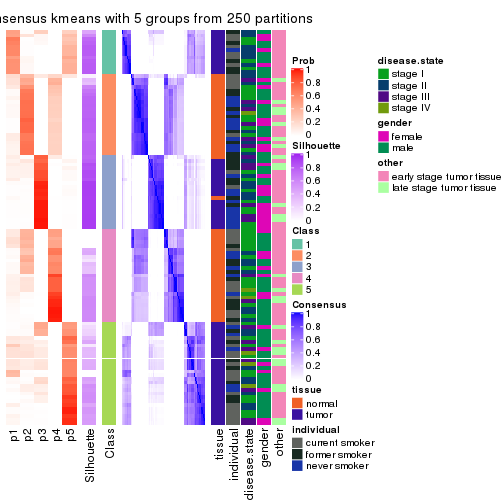 nsensus kmeans with 5 groups from 250 partitions
Prob
1
0.8
0.6
0.4
0.2
0
Silhouette
1
0.8
0.6
0.4
0.2
0
Class
1
2
3
4
5
Consensus
1
0.8
0.6
0.4
0.2
0
tissue
normal
tumor
individual
current smoker
former smoker
never smoker
disease.state
stage I
stage II
stage III
stage IV
gender
female
male
other
early stage tumor tissue
late stage tumor tissue
p1
p2
p3
p4
p5
Silhouette
Class
tissue
individual
disease.state
gender
other